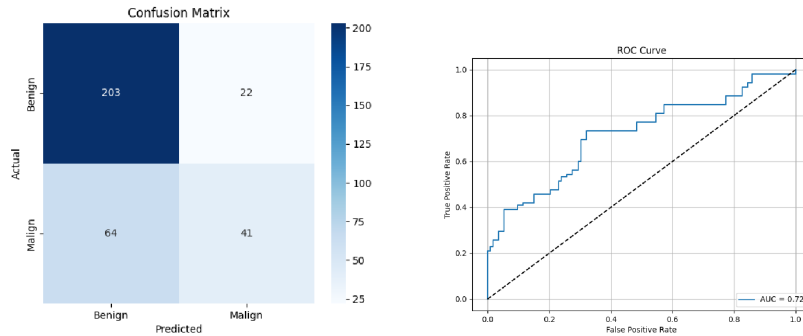 Confusion Matrix
200
175
150
125
100
75
50
25
Benign
203
22
Actual
Malign
64
41
Benign
Malign
Predicted
ROC Curve
1.0
0.8
0.6
0.4
0.2
0.0
True Positive Rate
AUC = 0.72
0.0
0.2
0.4
0.6
0.8
1.0
False Positive Rate